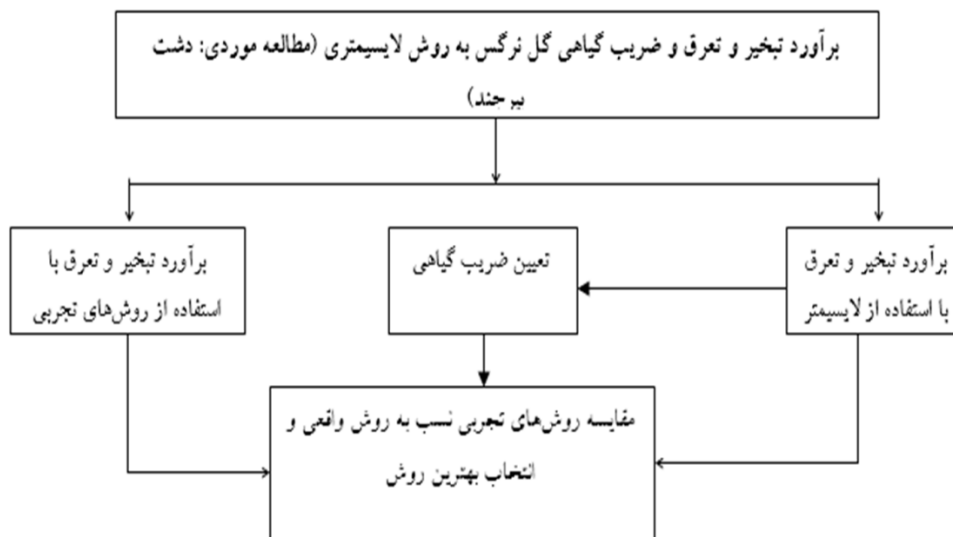 برآورد تبخیر و تعرق و ضریب گیاهی گل نرگس به روش لایسیمتری (مطالعه موردی: دشت
بیرجند)
برآورد تبخیر و تعرق
با استفاده از لایسیمتر
تعیین ضریب گیاهی
برآورد تبخیر و تعرق با
استفاده از روش‌های تجربی
مقایسه روش‌های تجربی نسبت به روش واقعی و
انتخاب بهترین روش